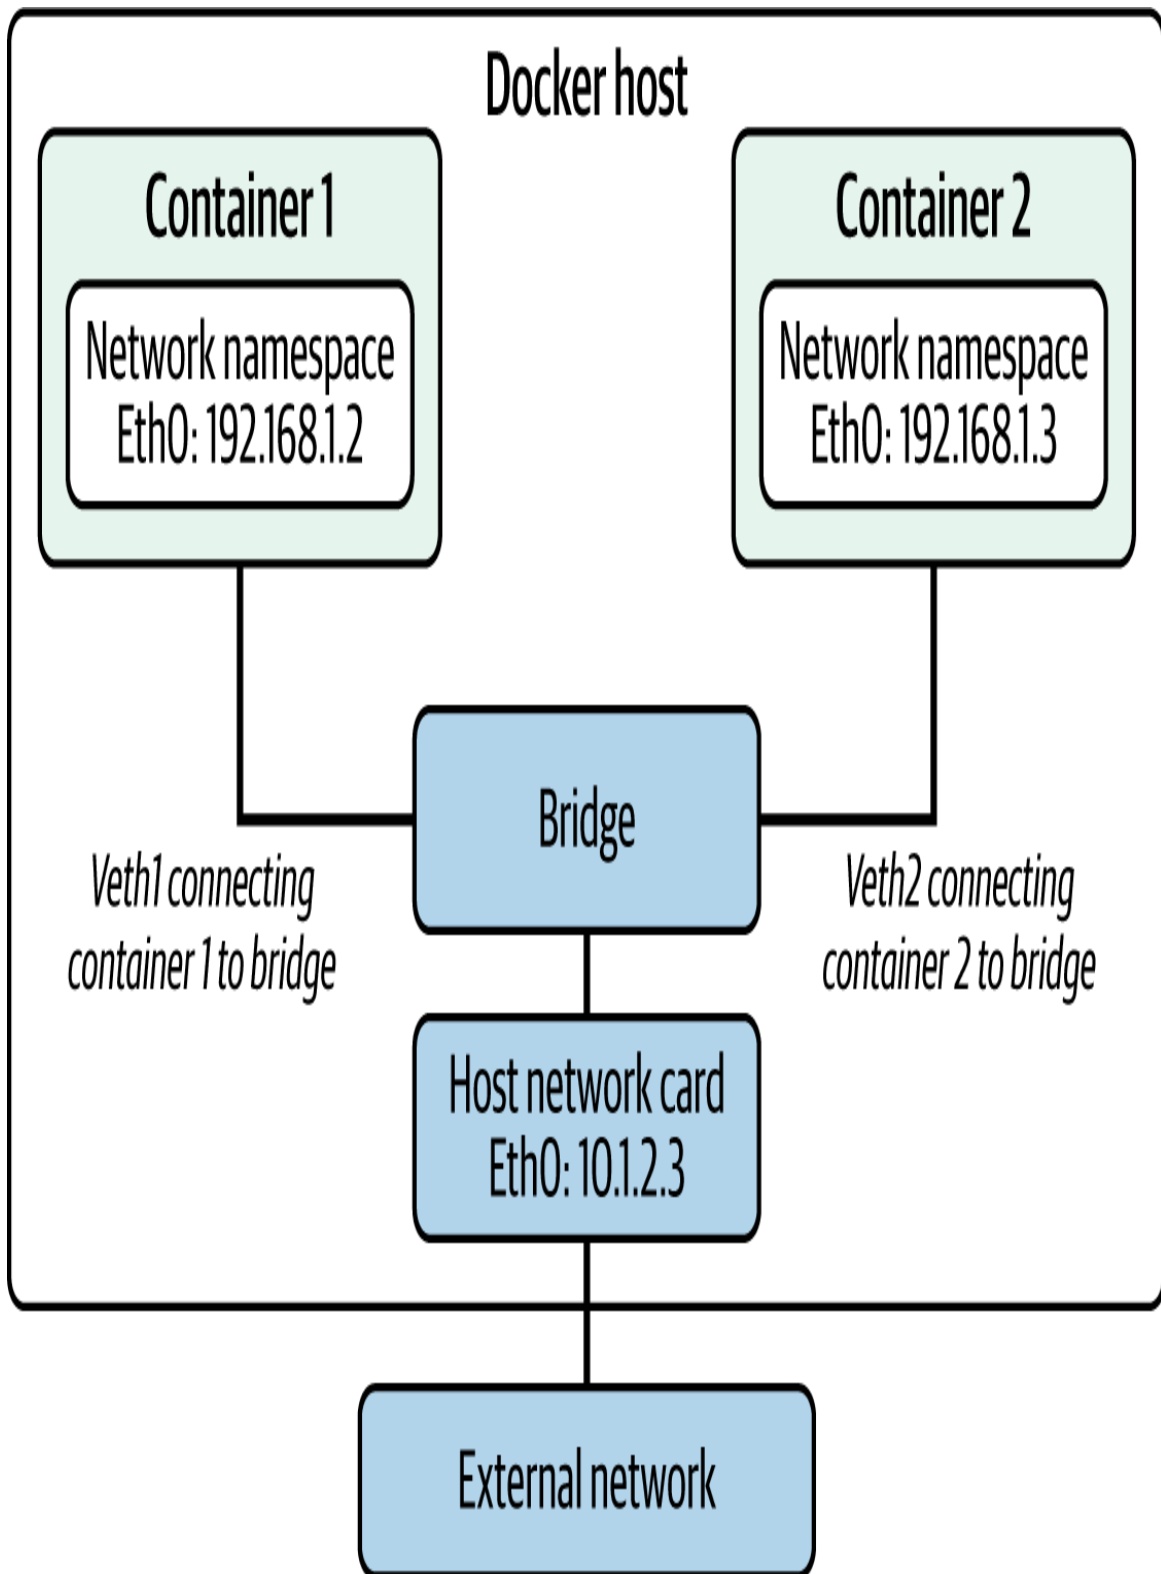 Docker host
Container 1
Network namespace
Eth0: 192.168.1.2
Container 2
Network namespace
Eth0: 192.168.1.3
Bridge
Veth1 connecting
container 1 to bridge
Veth2 connecting
container 2 to bridge
Host network card
Eth0: 10.1.2.3
External network